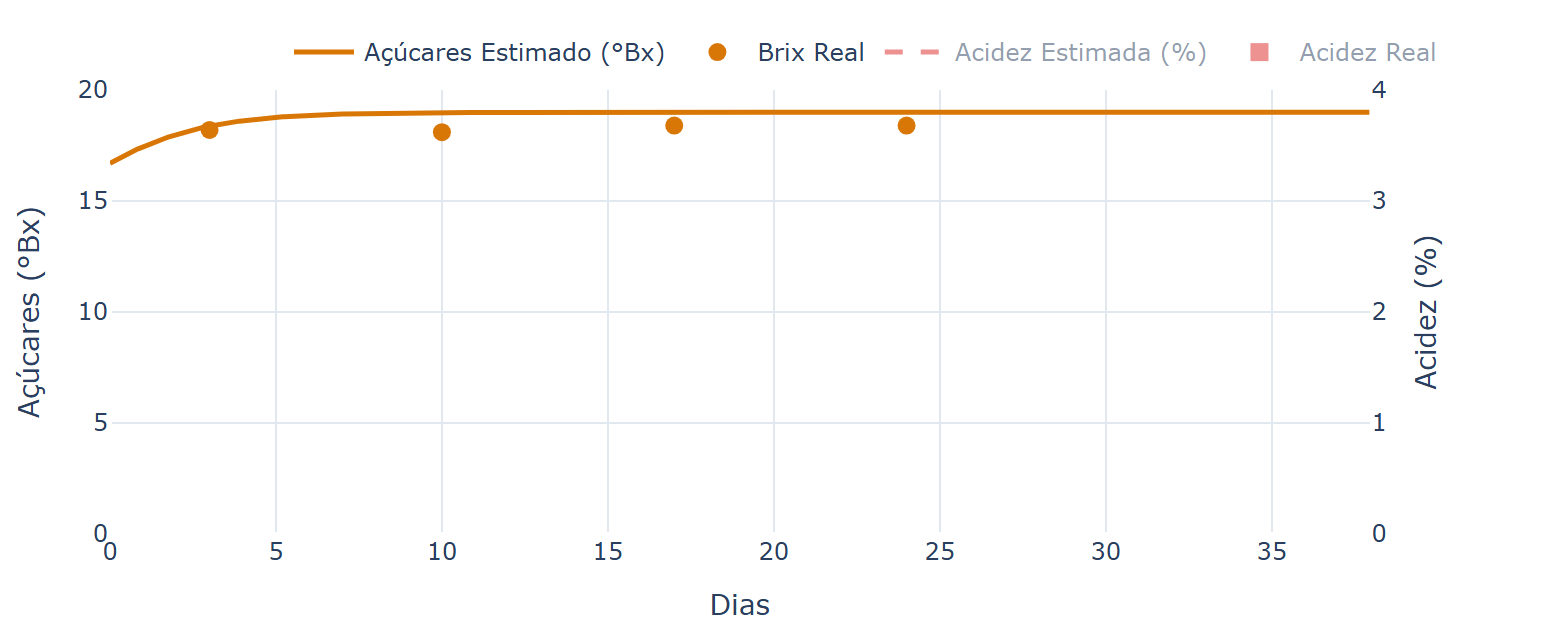 Açúcares Estimado (°Bx) Brix Real Acidez Estimada (%) Acidez Real
20
15
10
5
0
4
3
2
1
0
0 5 10 15 20 25 30 35
Açúcares (°Bx)
Acidez (%)
Dias